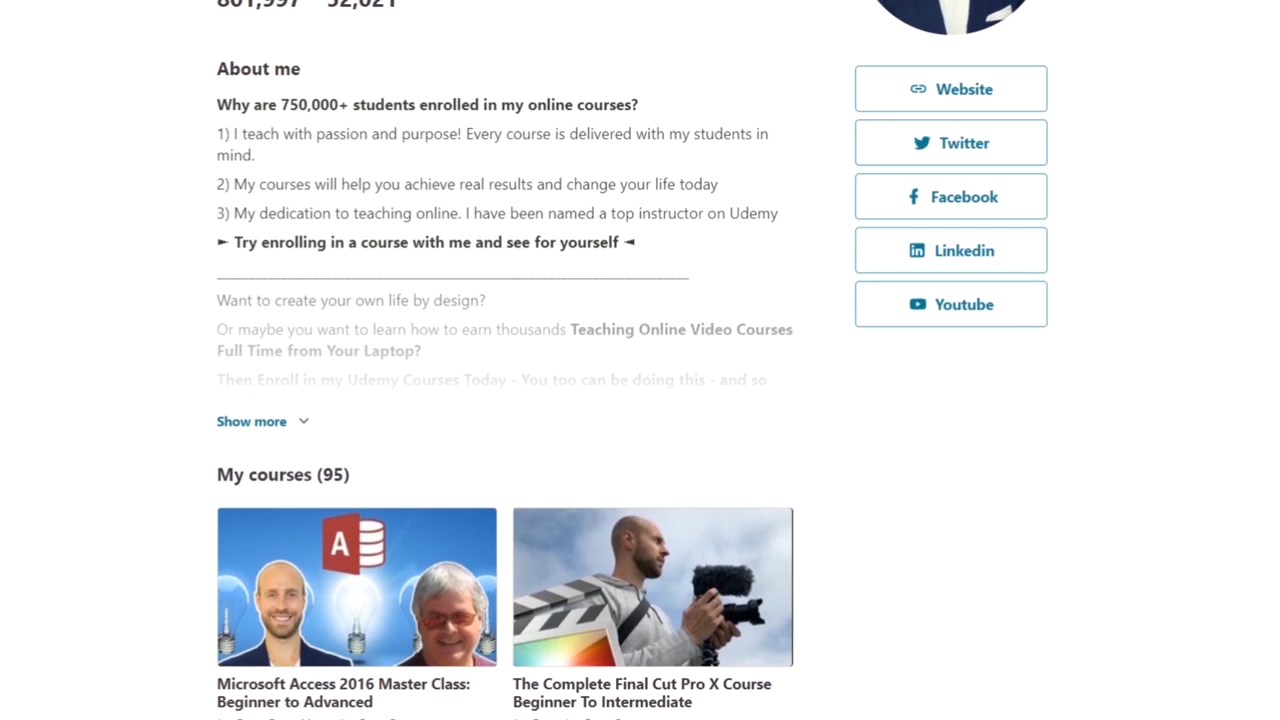 About me
Website
Why are 750,000+ students enrolled in my online courses?
1) I teach with passion and purpose! Every course is delivered with my students in
mind.
Twitter
2) My courses will help you achieve real results and change your life today
Facebook
3) My dedication to teaching online. I have been named a top instructor on Udemy
► Try enrolling in a course with me and see for yourself ◄
Linkedin
Want to create your own life by design?
Youtube
Or maybe you want to learn how to earn thousands Teaching Online Video Courses
Full Time from Your Laptop?
Then Enroll in my Udemy Courses Today - You too can be doing this - and so
Show more
My courses (95)
A
Microsoft Access 2016 Master Class:
Beginner to Advanced
The Complete Final Cut Pro X Course
Beginner To Intermediate